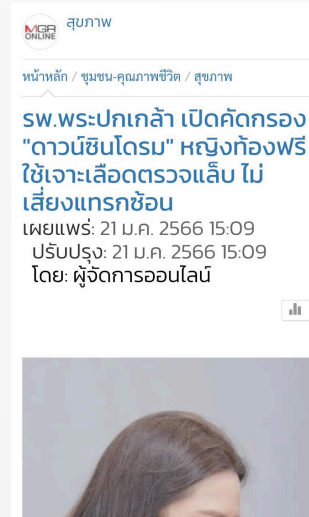 MGR
ONLINE
สุขภาพ
หน้าหลัก / ชุมชน-คุณภาพชีวิต / สุขภาพ
รพ.พระปกเกล้า เปิดคัดกรอง
"ดาวน์ซินโดรม" หญิงท้องฟรี
ใช้เจาะเลือดตรวจแล็บ ไม่
เสี่ยงแทรกซ้อน
เผยแพร่: 21 ม.ค. 2566 15:09
ปรับปรุง: 21 ม.ค. 2566 15:09
โดย: ผู้จัดการออนไลน์